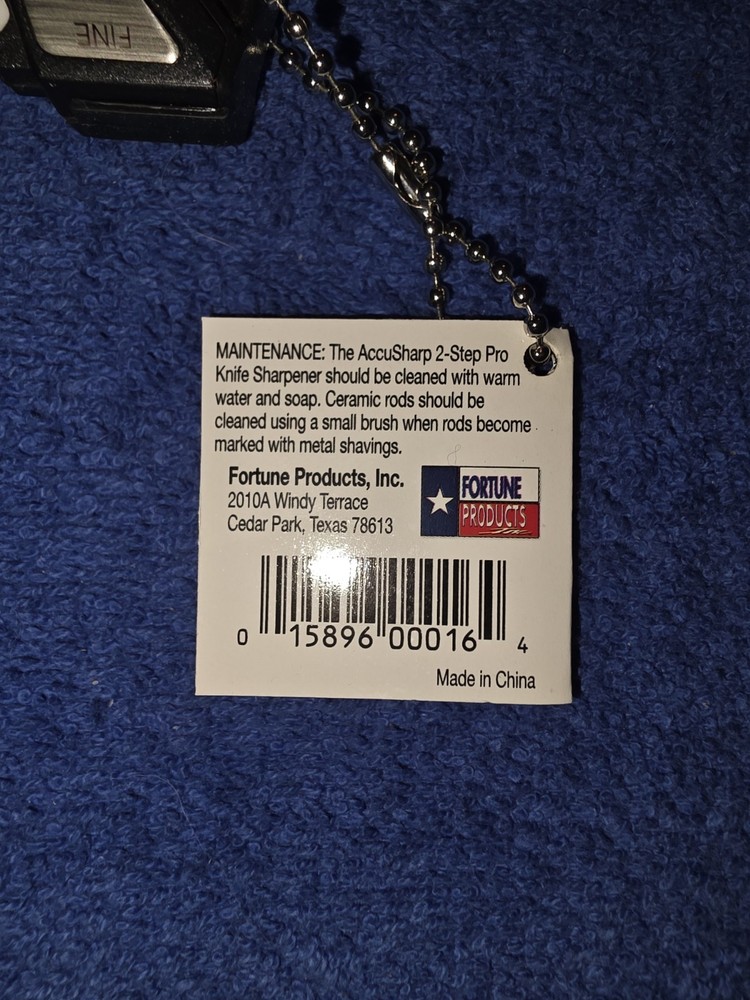 FINE
MAINTENANCE: The AccuSharp 2-Step Pro
Knife Sharpener should be cleaned with warm
water and soap. Ceramic rods should be
cleaned using a small brush when rods become
marked with metal shavings.
Fortune Products, Inc.
2010A Windy Terrace
Cedar Park, Texas 78613
FORTUNE
PRODUCTS
Inc.
0 15896 00016 4
Made in China